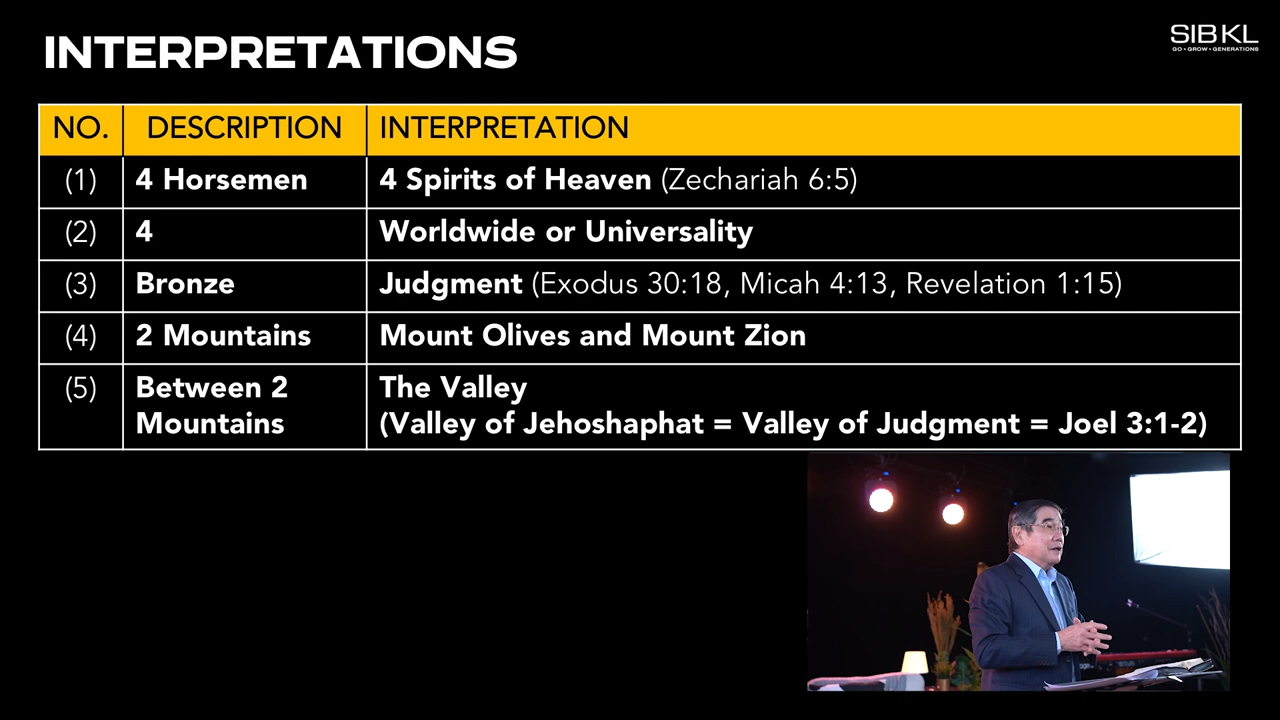 INTERPRETATIONS
SIBKL
GO • GROW • GENERATIONS
NO. DESCRIPTION INTERPRETATION
(1) 4 Horsemen 4 Spirits of Heaven (Zechariah 6:5)
(2) 4 Worldwide or Universality
(3) Bronze Judgment (Exodus 30:18, Micah 4:13, Revelation 1:15)
(4) 2 Mountains Mount Olives and Mount Zion
(5) Between 2 The Valley
Mountains (Valley of Jehoshaphat = Valley of Judgment = Joel 3:1-2)